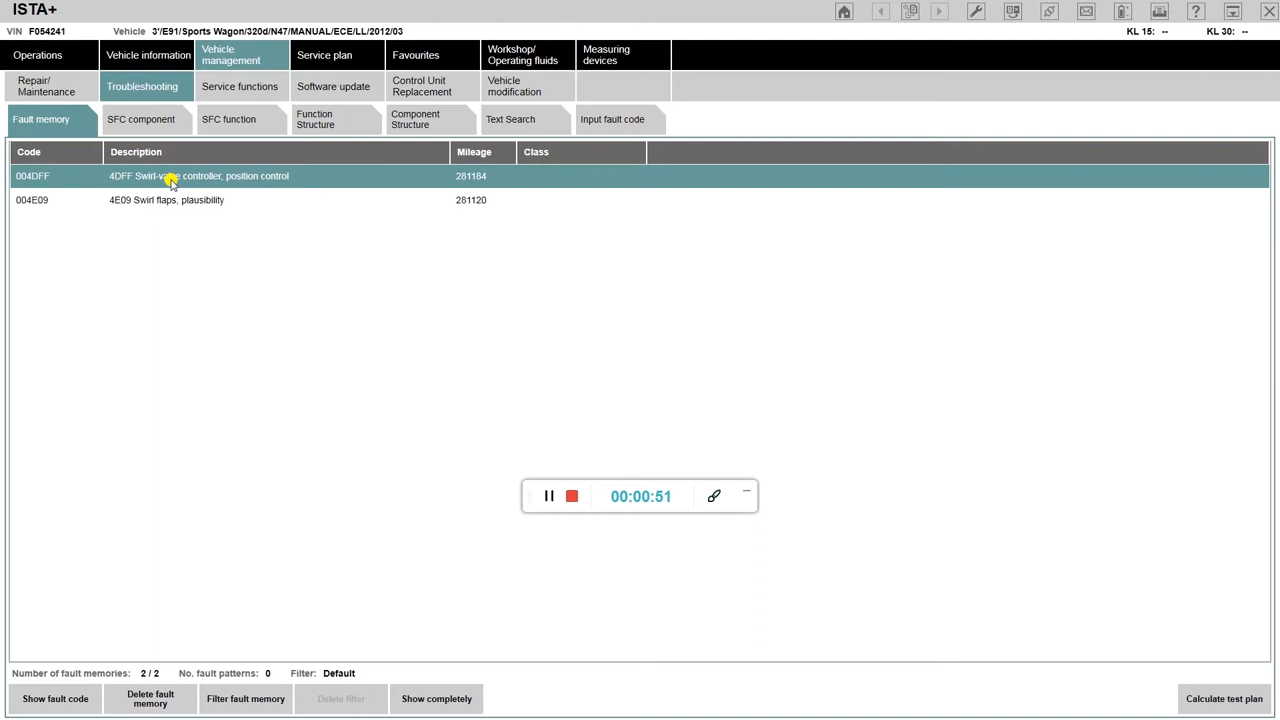 ISTA+
VIN F054241 Vehicle 3'/E91/Sports Wagon/320d/N47/MANUAL/ECE/LL/2012/03 KL 15: -- KL 30: --
Operations Vehicle information Vehicle management Service plan Favourites Workshop/ Operating fluids Measuring devices
Repair/ Maintenance Troubleshooting Service functions Software update Control Unit Replacement Vehicle modification
Fault memory SFC component SFC function Function Structure Component Structure Text Search Input fault code
Code Description Mileage Class
004DFF 4DFF Swirl-valve controller, position control 281184
004E09 4E09 Swirl flaps, plausibility 281120
00:00:51
Number of fault memories: 2 / 2 No. fault patterns: 0 Filter: Default
Show fault code Delete fault memory Filter fault memory Delete filter Show completely Calculate test plan